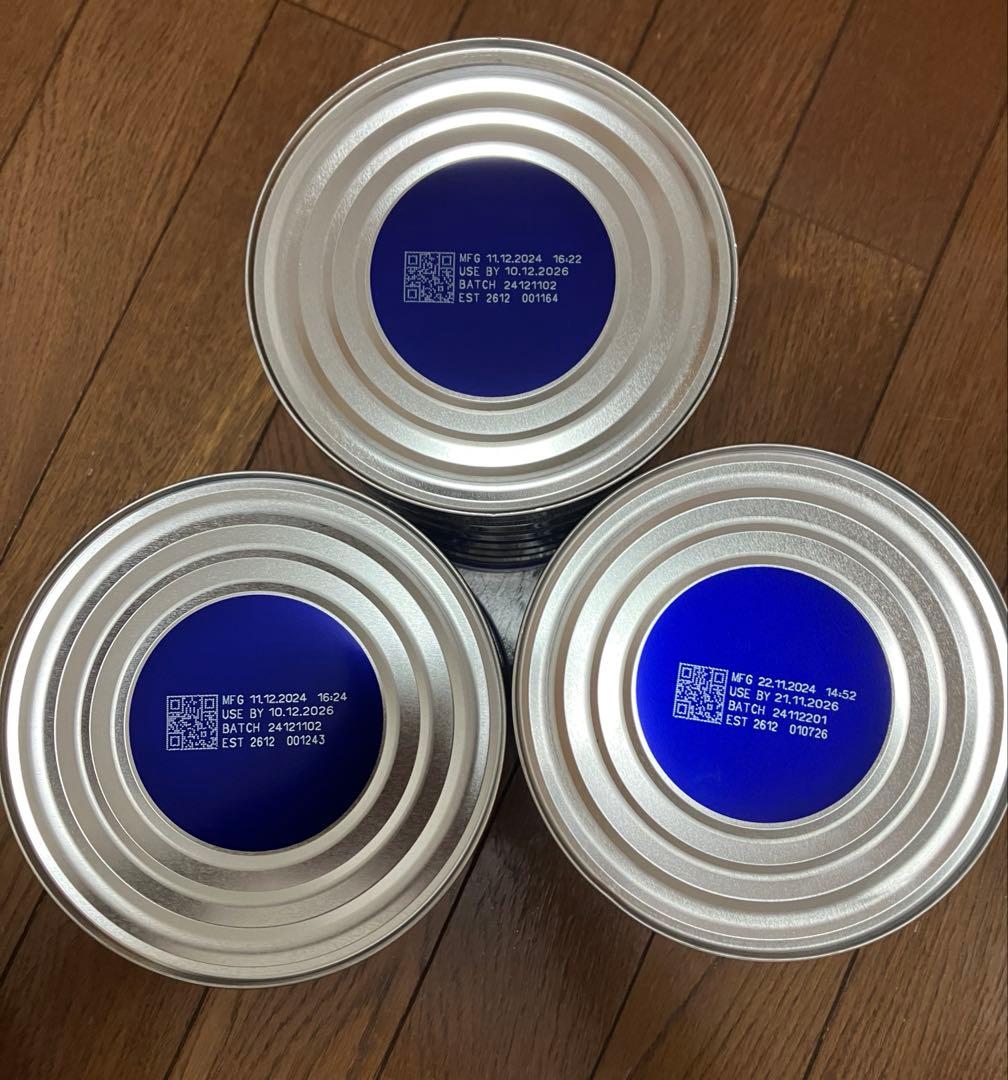 MFG 11.12.2024 16:22
USE BY 10.12.2026
BATCH 24121102
EST 2612 001164
MFG 11.12.2024 16:24
USE BY 10.12.2026
BATCH 24121102
EST 2612 001243
MFG 22.11.2024 14:52
USE BY 21.11.2026
BATCH 24112201
EST 2612 010726